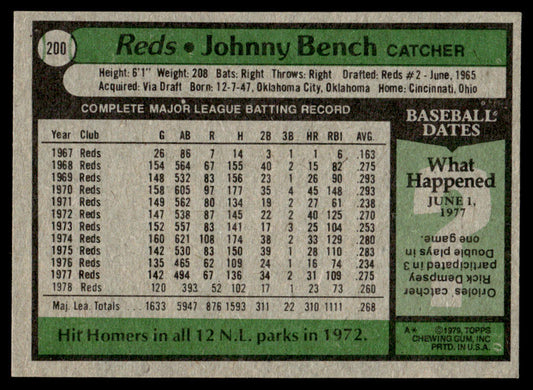 200
Reds • Johnny Bench CATCHER
Height: 6'1" Weight: 208 Bats: Right Throws: Right Drafted: Reds #2 - June, 1965
Acquired: Via Draft Born: 12-7-47, Oklahoma City, Oklahoma Home: Cincinnati, Ohio
COMPLETE MAJOR LEAGUE BATTING RECORD
Year Club G AB R H 2B 3B HR RBI AVG.
1967 Reds 26 86 7 14 3 1 1 6 .163
1968 Reds 154 564 67 155 40 2 15 82 .275
1969 Reds 148 532 83 156 23 1 26 90 .293
1970 Reds 158 605 97 177 35 4 45 148 .293
1971 Reds 149 562 80 134 19 2 27 61 .238
1972 Reds 147 538 87 145 22 2 40 125 .270
1973 Reds 152 557 83 141 17 3 25 104 .253
1974 Reds 160 621 108 174 38 2 33 129 .280
1975 Reds 142 530 83 150 39 1 28 110 .283
1976 Reds 135 465 62 109 24 1 16 74 .234
1977 Reds 142 494 67 136 34 2 31 109 .275
1978 Reds 120 393 52 102 17 1 23 73 .260
Maj. Lea. Totals 1633 5947 876 1593 311 22 310 1111 .268
Hit Homers in all 12 N.L. parks in 1972.
BASEBALL
DATES
What
Happened
JUNE 1,
1977
?
Orioles catcher
Rick Dempsey
participated in 3
Double plays in
one game.
A* ©1979, TOPPS
CHEWING GUM, INC
PRTD. IN U.S.A.